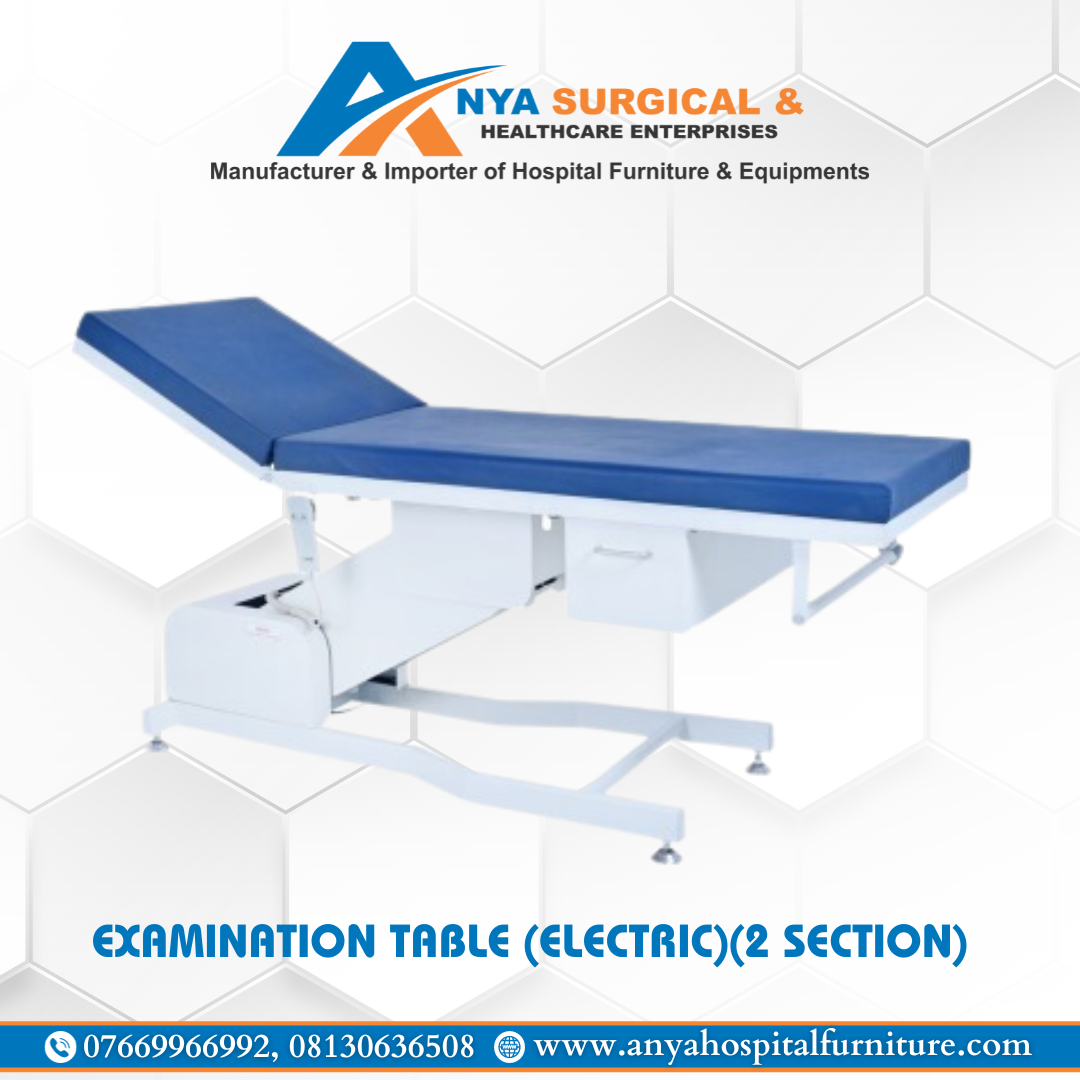 ANYA SURGICAL &
HEALTHCARE ENTERPRISES
Manufacturer & Importer of Hospital Furniture & Equipments
EXAMINATION TABLE (ELECTRIC)(2 SECTION)
07669966992, 08130636508 www.anyahospitalfurniture.com